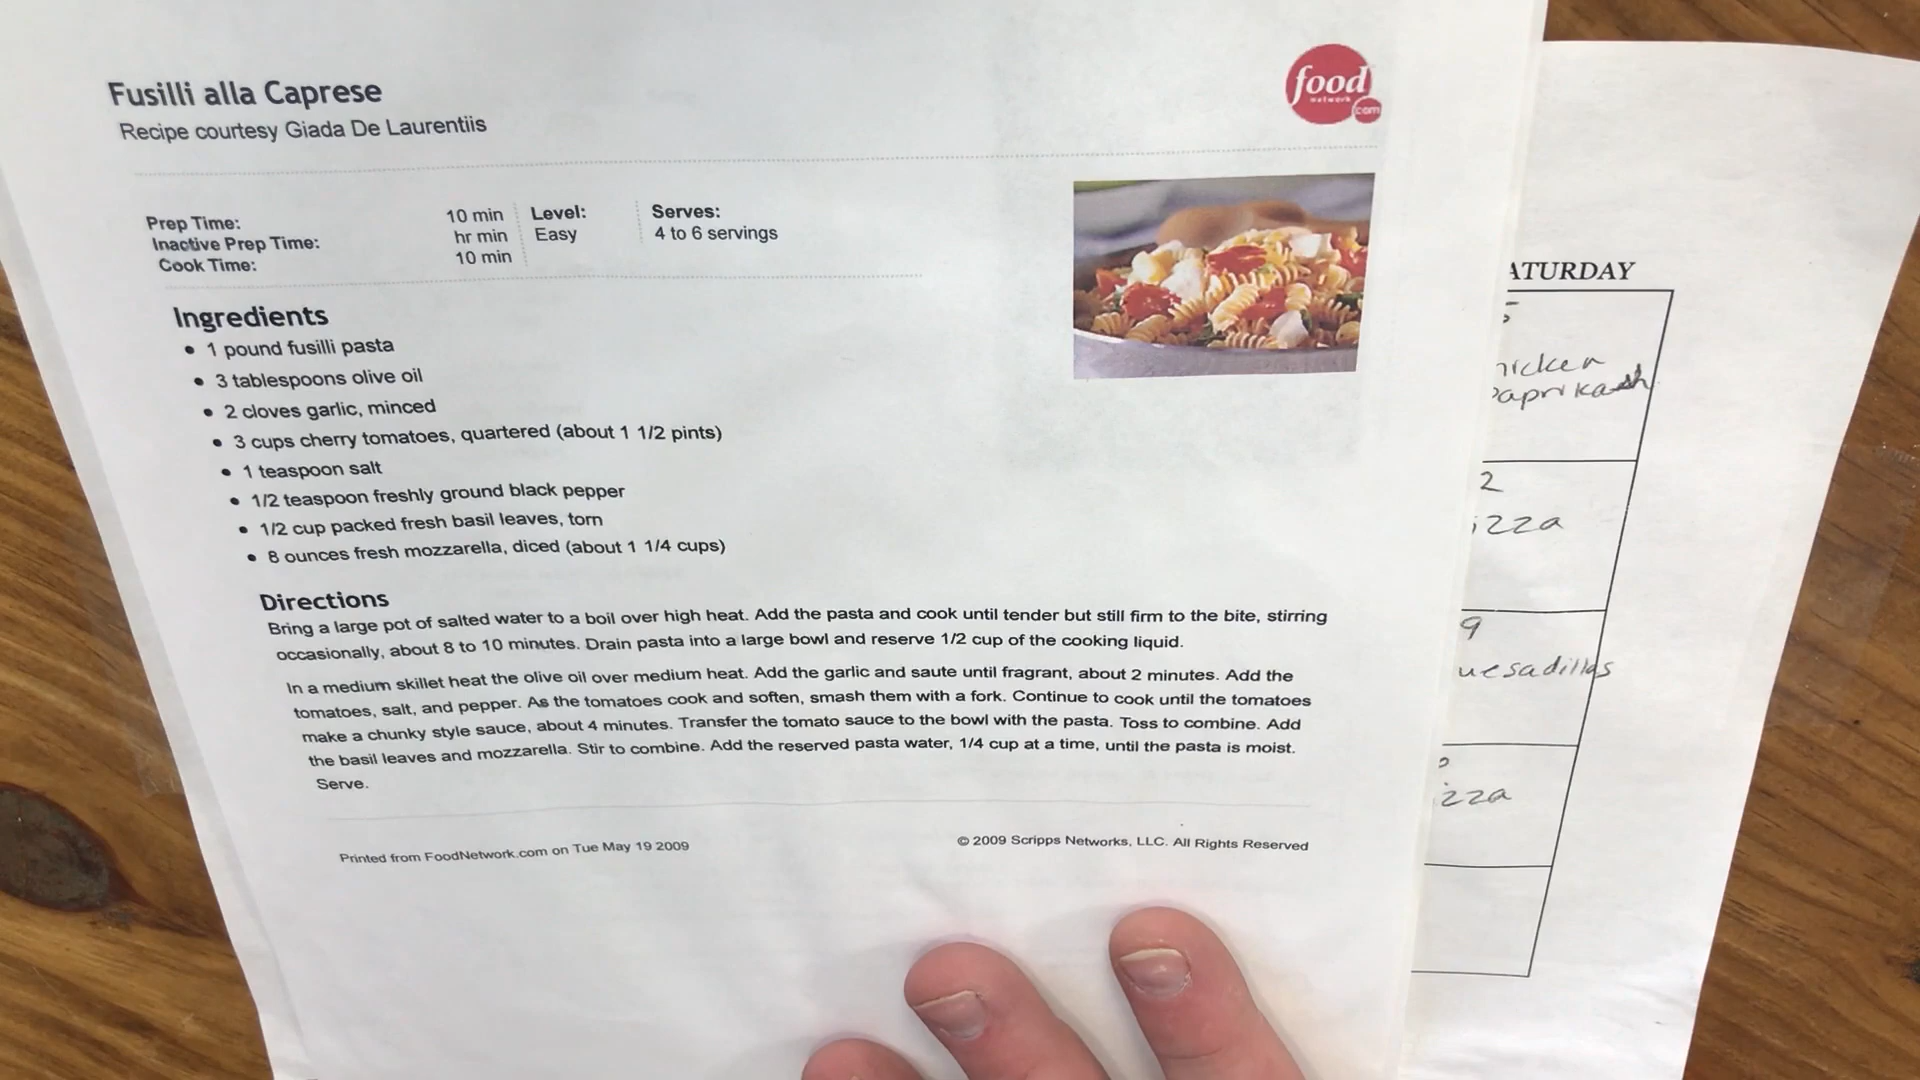 Fusilli alla Caprese
Recipe courtesy Giada De Laurentiis
food
network
com
Prep Time: 10 min
Inactive Prep Time: hr min
Cook Time: 10 min
Level:
Easy
Serves:
4 to 6 servings
Ingredients
• 1 pound fusilli pasta
• 3 tablespoons olive oil
• 2 cloves garlic, minced
• 3 cups cherry tomatoes, quartered (about 1 1/2 pints)
• 1 teaspoon salt
• 1/2 teaspoon freshly ground black pepper
• 1/2 cup packed fresh basil leaves, torn
• 8 ounces fresh mozzarella, diced (about 1 1/4 cups)
Directions
Bring a large pot of salted water to a boil over high heat. Add the pasta and cook until tender but still firm to the bite, stirring
occasionally, about 8 to 10 minutes. Drain pasta into a large bowl and reserve 1/2 cup of the cooking liquid.
In a medium skillet heat the olive oil over medium heat. Add the garlic and saute until fragrant, about 2 minutes. Add the
tomatoes, salt, and pepper. As the tomatoes cook and soften, smash them with a fork. Continue to cook until the tomatoes
make a chunky style sauce, about 4 minutes. Transfer the tomato sauce to the bowl with the pasta. Toss to combine. Add
the basil leaves and mozzarella. Stir to combine. Add the reserved pasta water, 1/4 cup at a time, until the pasta is moist.
Serve.
Printed from FoodNetwork.com on Tue May 19 2009
© 2009 Scripps Networks, LLC. All Rights Reserved
ATURDAY
hicken
Paprikash
2
izza
9
uesadillas
izza